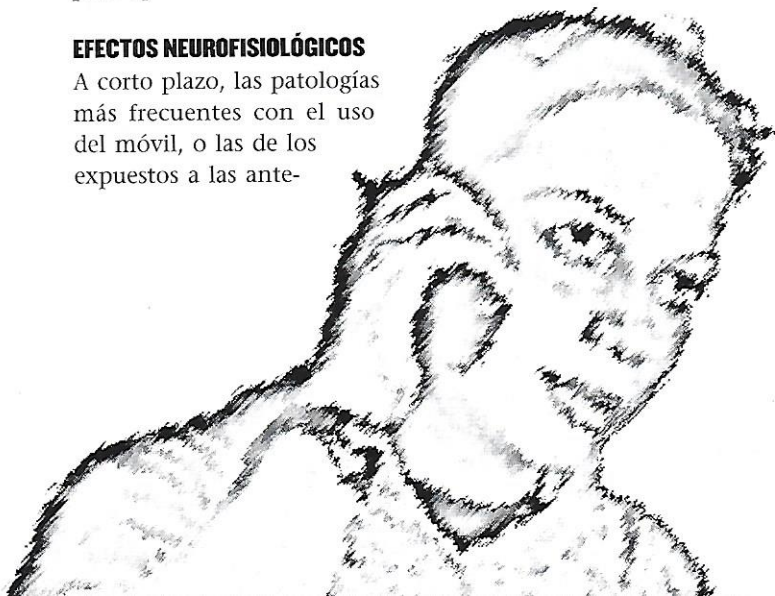 EFECTOS NEUROFISIOLÓGICOS
A corto plazo, las patologías
más frecuentes con el uso
del móvil, o las de los
expuestos a las ante-